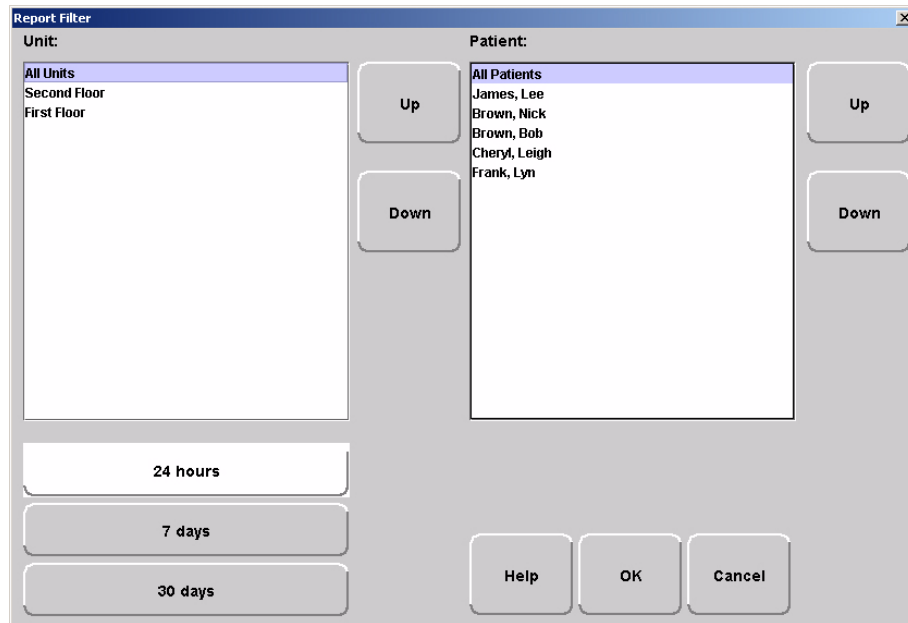 Report Filter
Unit:
All Units
Second Floor
First Floor
Up
Down
Patient:
All Patients
James, Lee
Brown, Nick
Brown, Bob
Cheryl, Leigh
Frank, Lyn
Up
Down
24 hours
7 days
30 days
Help
OK
Cancel